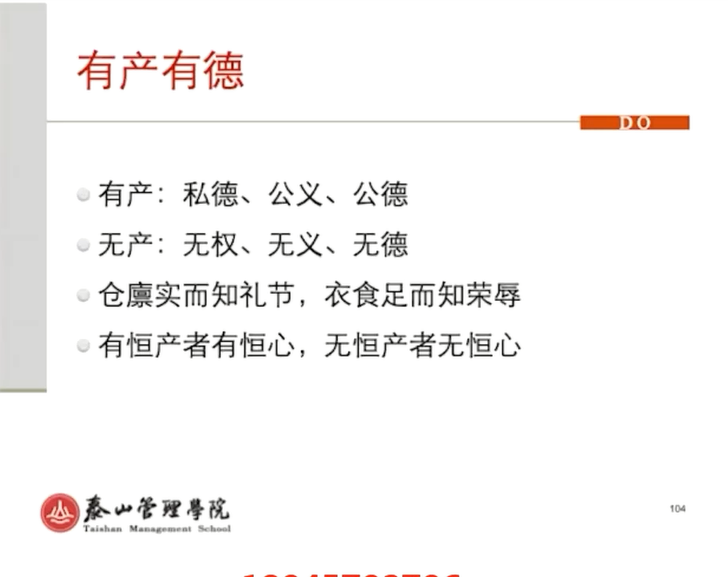 有产有德
DO
有产：私德、公义、公德
无产：无权、无义、无德
仓廪实而知礼节，衣食足而知荣辱
有恒产者有恒心，无恒产者无恒心
泰山管理學院
Taishan Management School
104